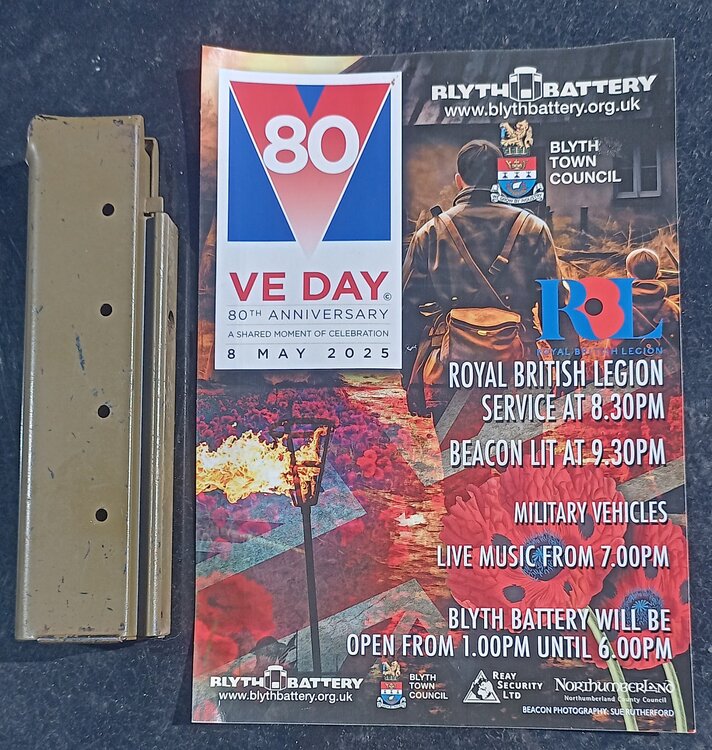 BLYTH BATTERY
www.blythbattery.org.uk
BLYTH
TOWN
COUNCIL
80
VE DAY
©
80TH ANNIVERSARY
A SHARED MOMENT OF CELEBRATION
8 MAY 2025
RBL
ROYAL BRITISH LEGION
ROYAL BRITISH LEGION
SERVICE AT 8.30PM
BEACON LIT AT 9.30PM
MILITARY VEHICLES
LIVE MUSIC FROM 7.00PM
BLYTH BATTERY WILL BE
OPEN FROM 1.00PM UNTIL 6.00PM
BLYTH BATTERY
www.blythbattery.org.uk
BLYTH
TOWN
COUNCIL
REAY
SECURITY
LTD
NORTHUMBERLAND
Northumberland County Council
BEACON PHOTOGRAPHY: SUE RUTHERFORD